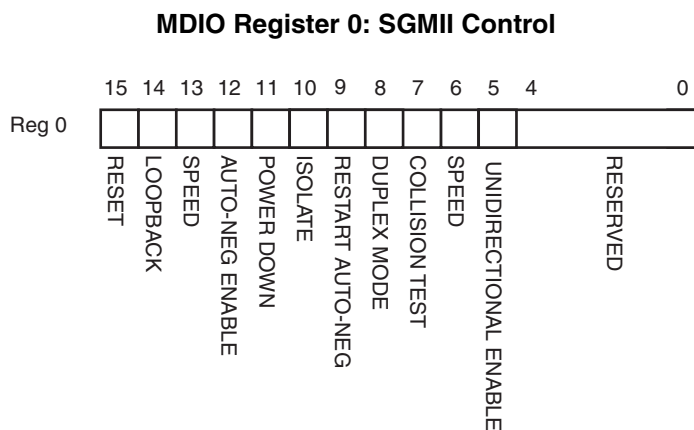 MDIO Register 0: SGMII Control
15 14 13 12 11 10 9 8 7 6 5 4 0
Reg 0
RESET
LOOPBACK
SPEED
AUTO-NEG ENABLE
POWER DOWN
ISOLATE
RESTART AUTO-NEG
DUPLEX MODE
COLLISION TEST
SPEED
UNIDIRECTIONAL ENABLE
RESERVED